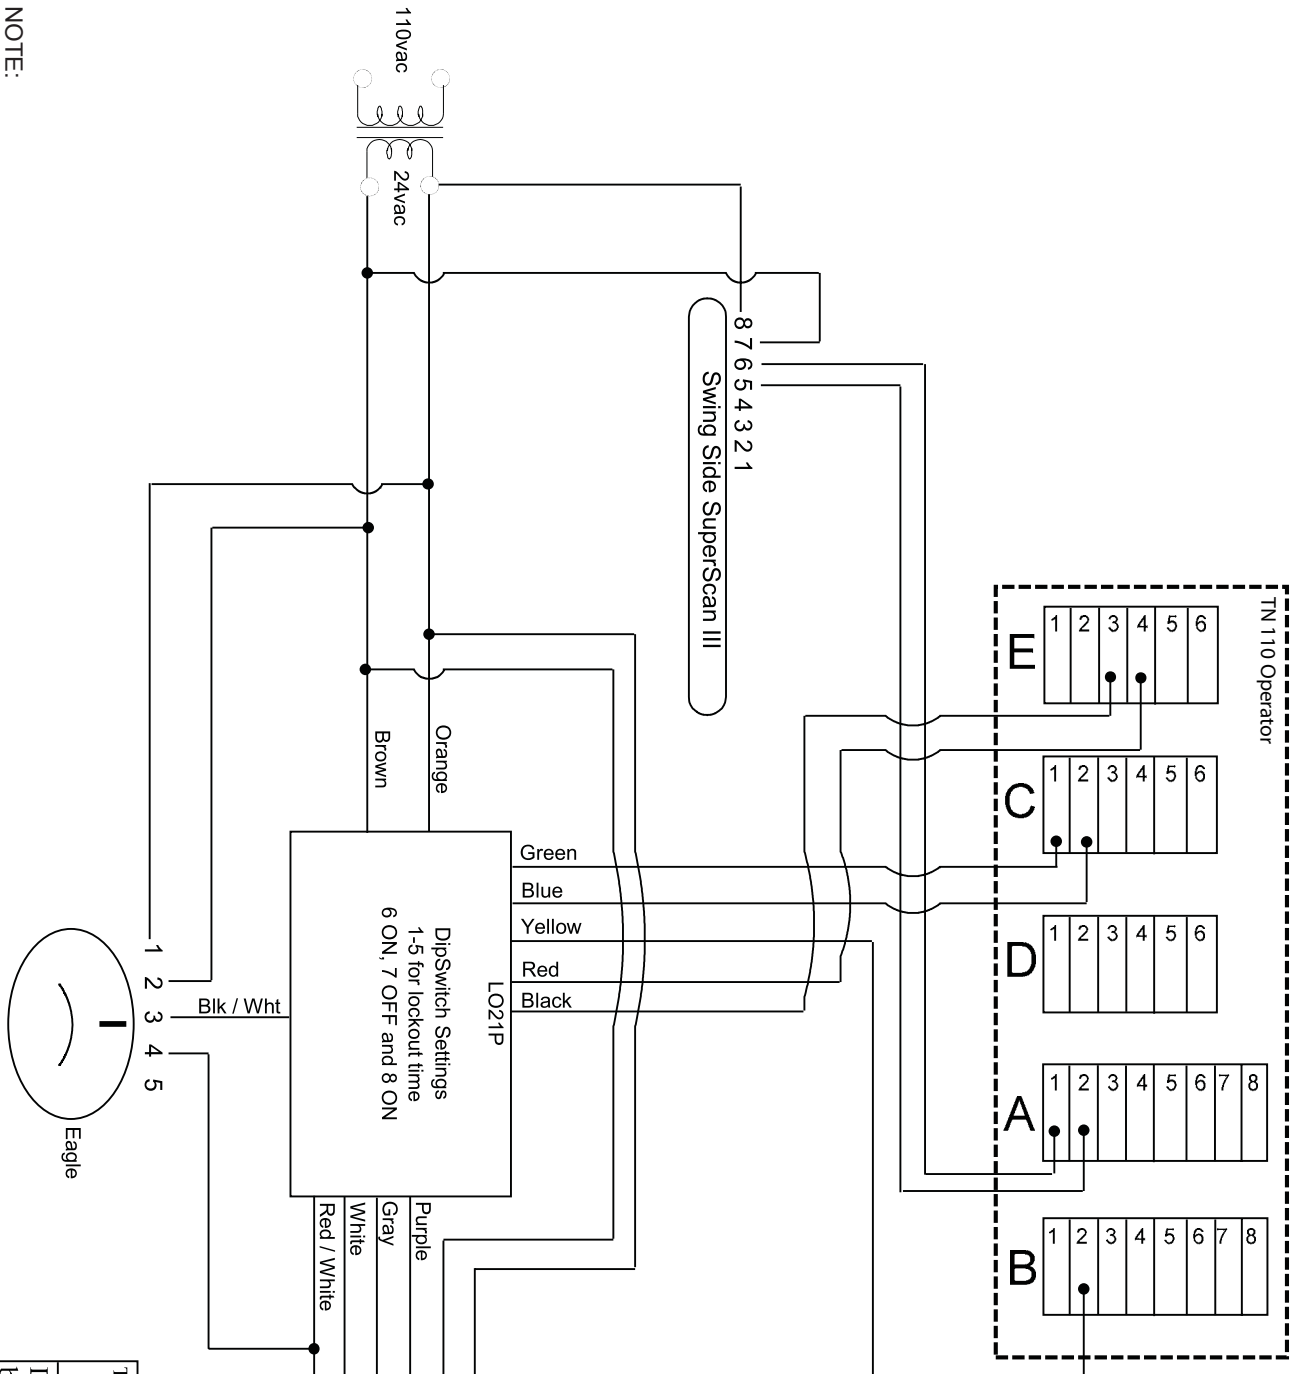 NOTE:
110vac
24vac
8 7 6 5 4 3 2 1
Swing Side SuperScan III
TN 110 Operator
E
1 2 3 4 5 6
C
1 2 3 4 5 6
D
1 2 3 4 5 6
A
1 2 3 4 5 6 7 8
B
1 2 3 4 5 6 7 8
Orange
Brown
Green
Blue
Yellow
Red
Black
LO21P
DipSwitch Settings
1-5 for lockout time
6 ON, 7 OFF and 8 ON
Blk / Wht
1 2 3 4 5
Eagle
Purple
Gray
White
Red / White